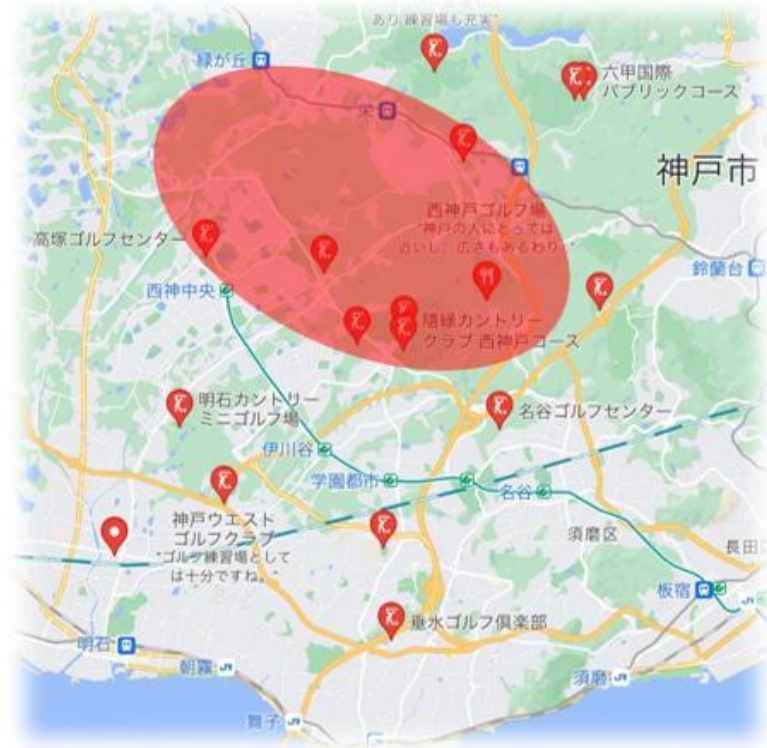 あり 練習場も充実"
緑が丘
六甲国際
パブリックコース
栄
神戸市
西神戸ゴルフ場
"神戸の人にとっては
近いし、広さもあるわり
高塚ゴルフセンター
鈴蘭台
西神中央
隨縁カントリー
クラブ 西神戸コース
明石カントリー
ミニゴルフ場
名谷ゴルフセンター
伊川谷
学園都市
名谷
神戸ウエスト
ゴルフクラブ
"ゴルフ練習場として
は十分ですね。"
須磨区
長田
板宿
垂水ゴルフ倶楽部
明石
朝霧
JR
須磨
JR
舞子
JR
JR